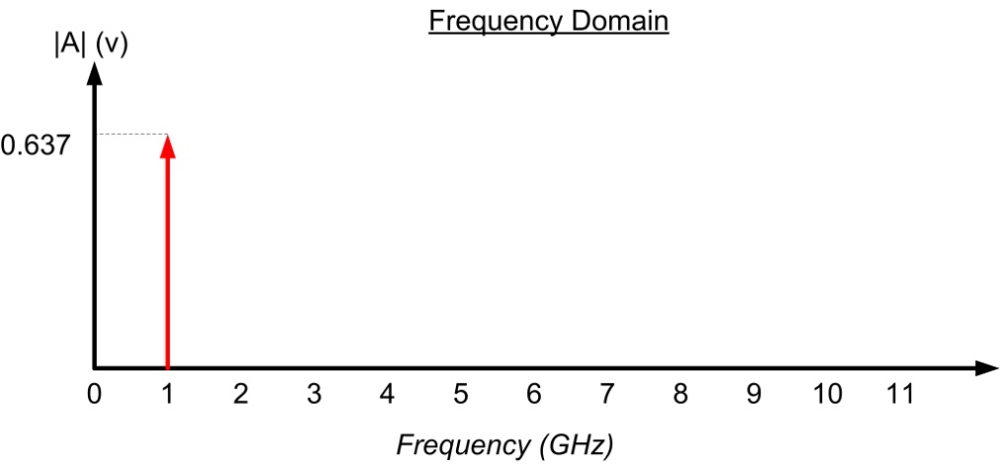 Frequency Domain
|A| (v)
0.637
0 1 2 3 4 5 6 7 8 9 10 11
Frequency (GHz)